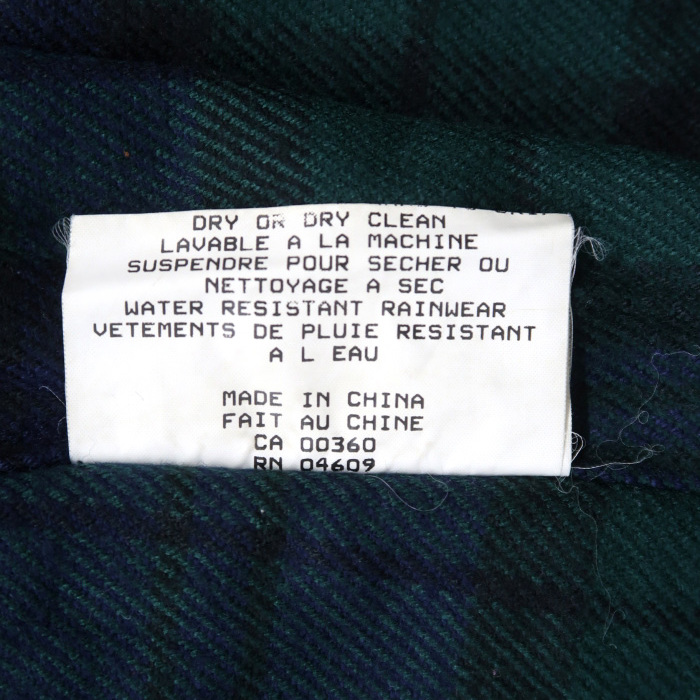 DRY OR DRY CLEAN
LAVABLE A LA MACHINE
SUSPENDRE POUR SECHER OU
NETTOYAGE A SEC
WATER RESISTANT RAINWEAR
VETEMENTS DE PLUIE RESISTANT
A L EAU
MADE IN CHINA
FAIT AU CHINE
CA 00360
RN 04609